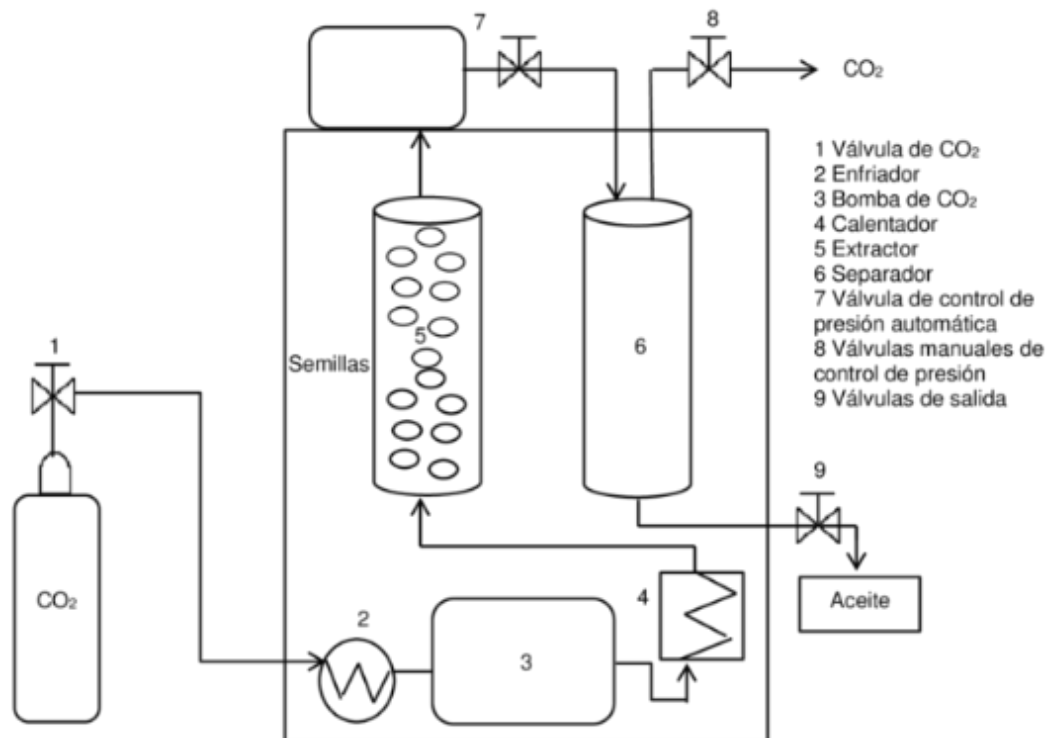 7
8
CO₂
1 Válvula de CO₂
2 Enfriador
3 Bomba de CO₂
4 Calentador
5 Extractor
6 Separador
7 Válvula de control de
presión automática
8 Válvulas manuales de
control de presión
9 Válvulas de salida
1
Semillas
5
6
9
CO₂
2
3
4
Aceite